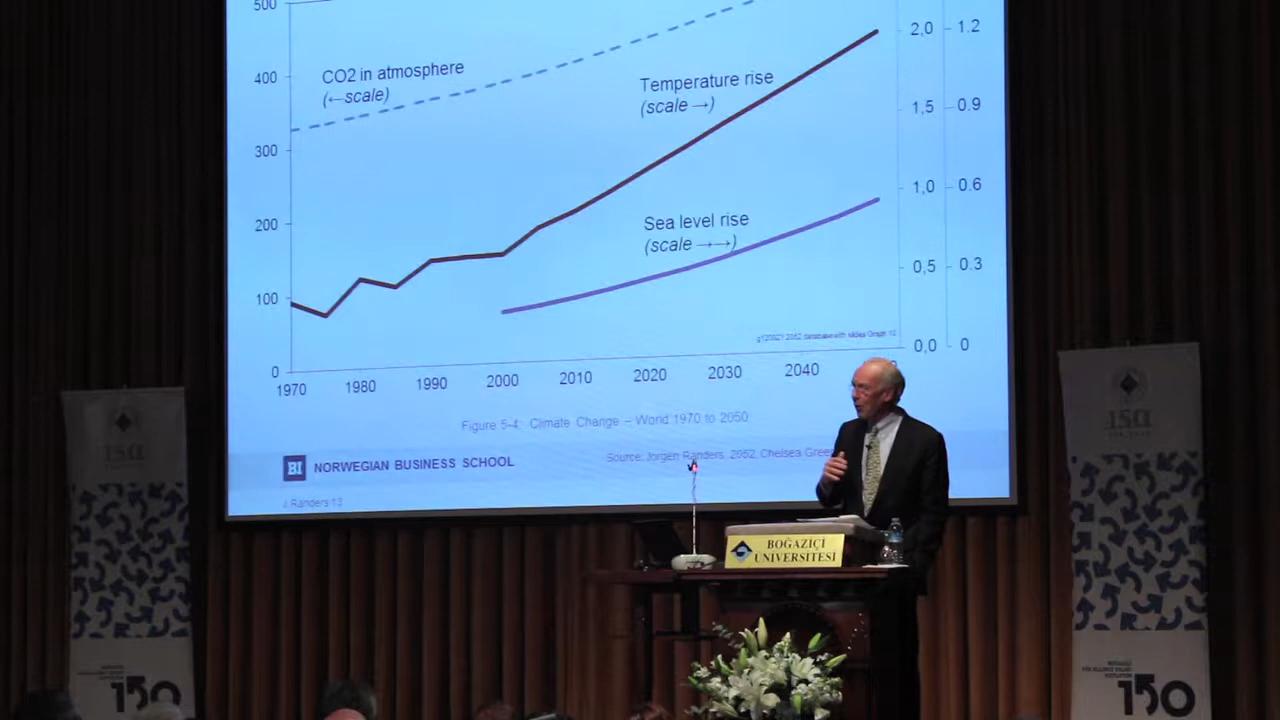 500
400
300
200
100
0
CO2 in atmosphere
(←scale)
Temperature rise
(scale →)
Sea level rise
(scale →→)
2,0
1,5
1,0
0,5
0,0
1.2
0.9
0.6
0.3
0
1970 1980 1990 2000 2010 2020 2030 2040
Figure 5-4: Climate Change – World 1970 to 2050
BI NORWEGIAN BUSINESS SCHOOL
Source: Jorgen Randers, 2052, Chelsea Gree
J Randers 13
BOĞAZİÇİ
ÜNİVERSİTESİ
150
150